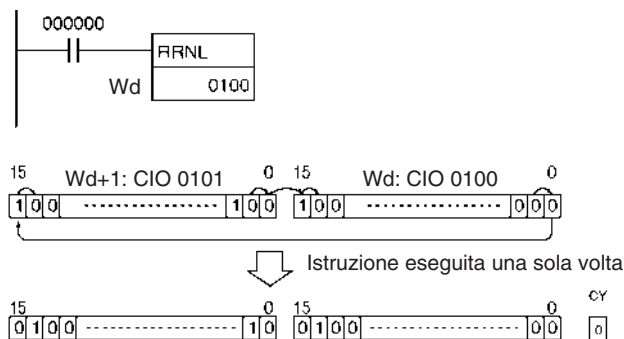 000000
RRNL
Wd 0100
15 Wd+1: CIO 0101 0 15 Wd: CIO 0100 0
1 0 0 ................ 1 0 0 1 0 0 ................ 0 0 0
Istruzione eseguita una sola volta
15 0 15 0 CY
0 1 0 0 ---------------- 1 0 0 1 0 0 ---------------- 0 0 0